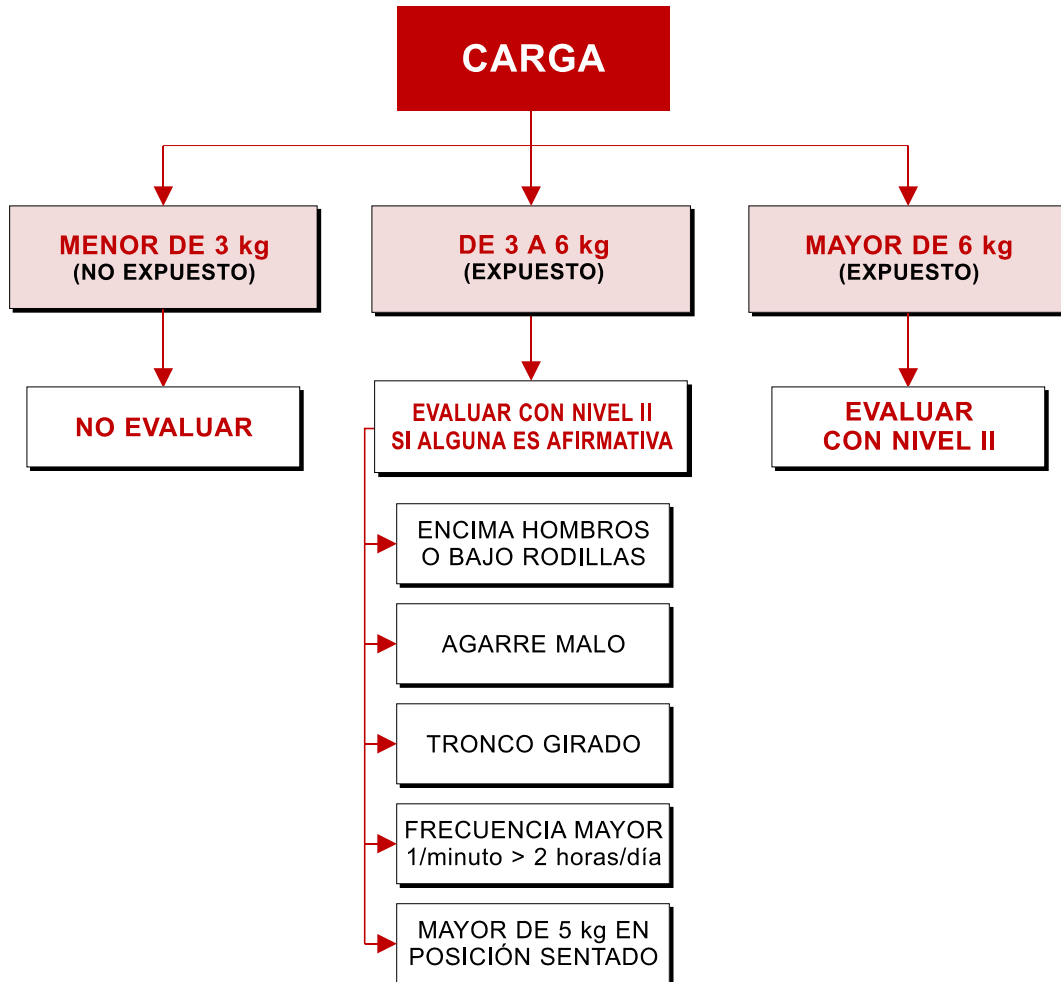 CARGA
MENOR DE 3 kg
(NO EXPUESTO)
DE 3 A 6 kg
(EXPUESTO)
MAYOR DE 6 kg
(EXPUESTO)
NO EVALUAR
EVALUAR CON NIVEL II
SI ALGUNA ES AFIRMATIVA
EVALUAR
CON NIVEL II
ENCIMA HOMBROS
O BAJO RODILLAS
AGARRE MALO
TRONCO GIRADO
FRECUENCIA MAYOR
1/minuto > 2 horas/día
MAYOR DE 5 kg EN
POSICIÓN SENTADO